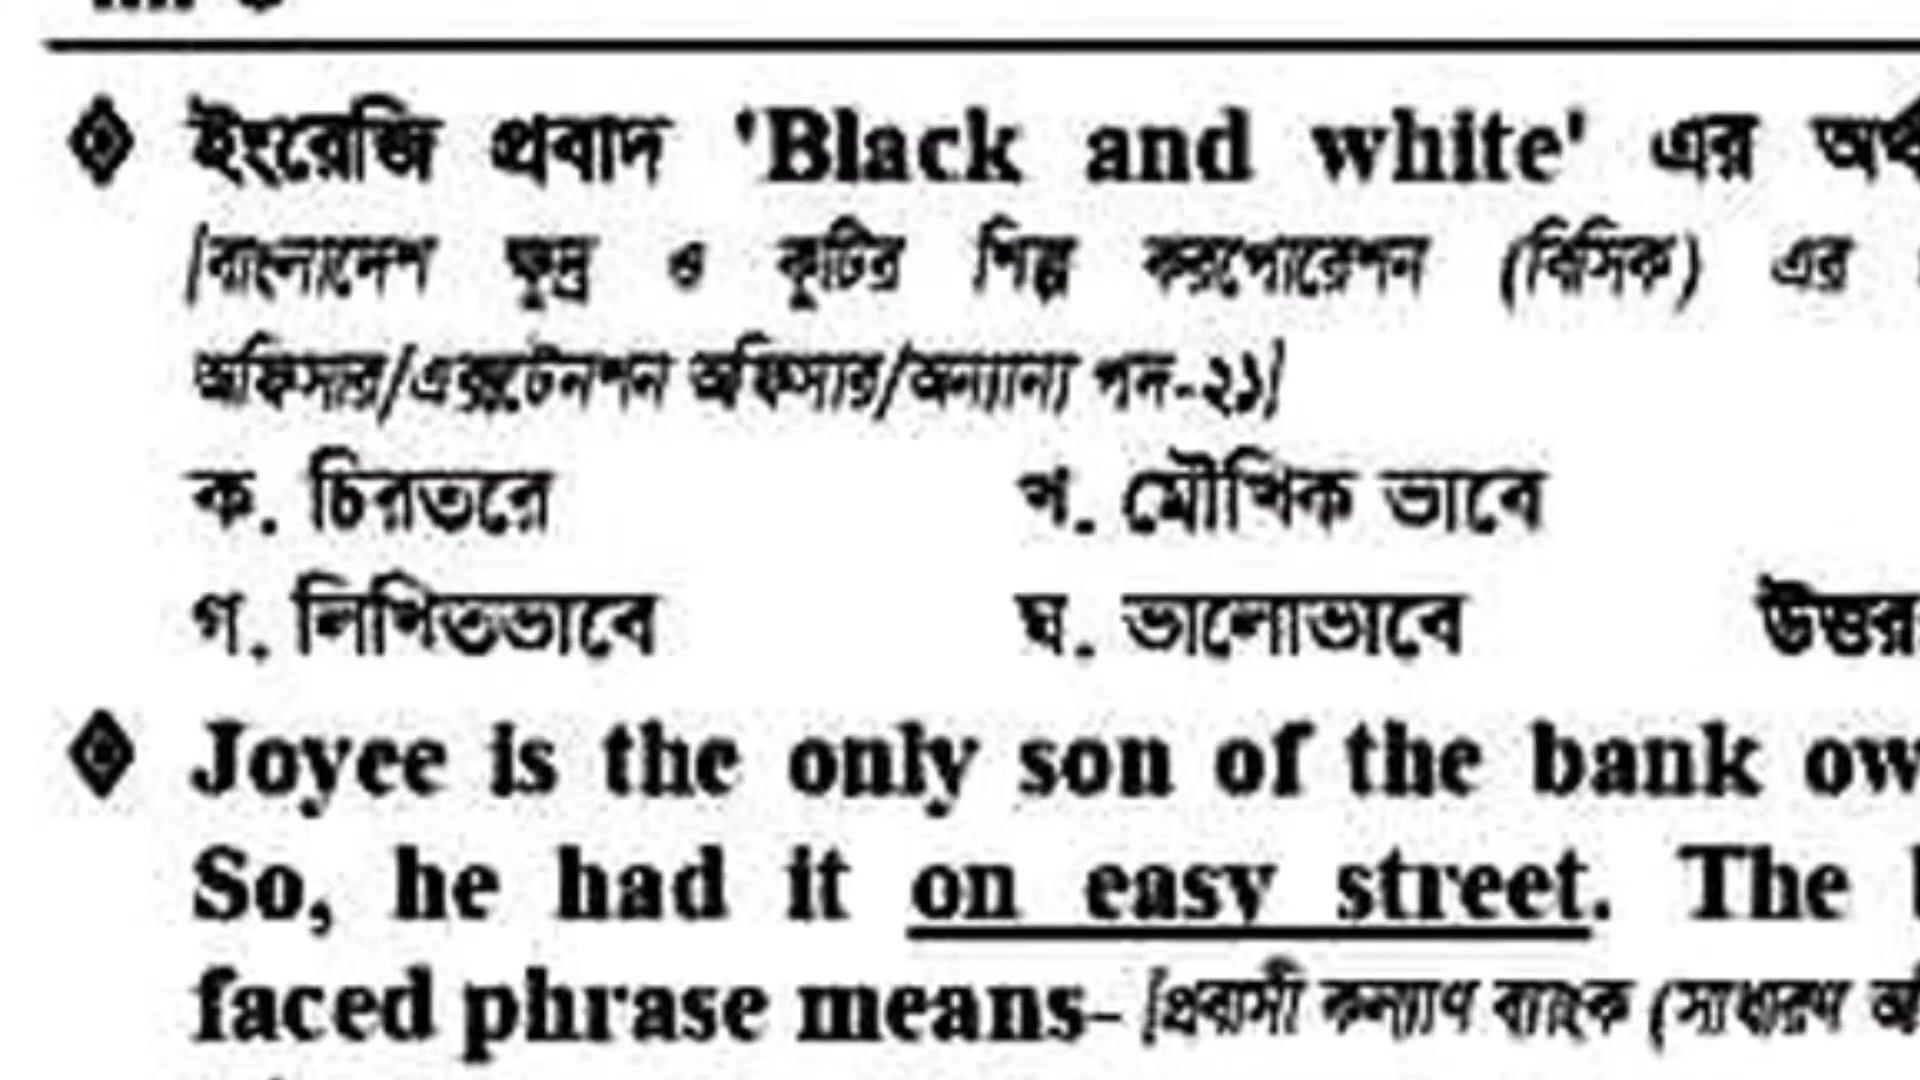 ইংরেজি প্রবাদ 'Black and white' এর
[বাংলাদেশ ক্ষুদ্র ও কুটির শিল্প করপোরেশন (বিসিক) এর
অফিসার/এক্সটেনশন অফিসার/অন্যান্য পদ-২১]
ক. চিরতরে খ. মৌখিক ভাবে
গ. লিখিতভাবে ঘ. ভালোভাবে উত্তর
Joyee is the only son of the bank
So, he had it on easy street. The
faced phrase means– [প্রবাসী কল্যাণ ব্যাংক (সাধারণ